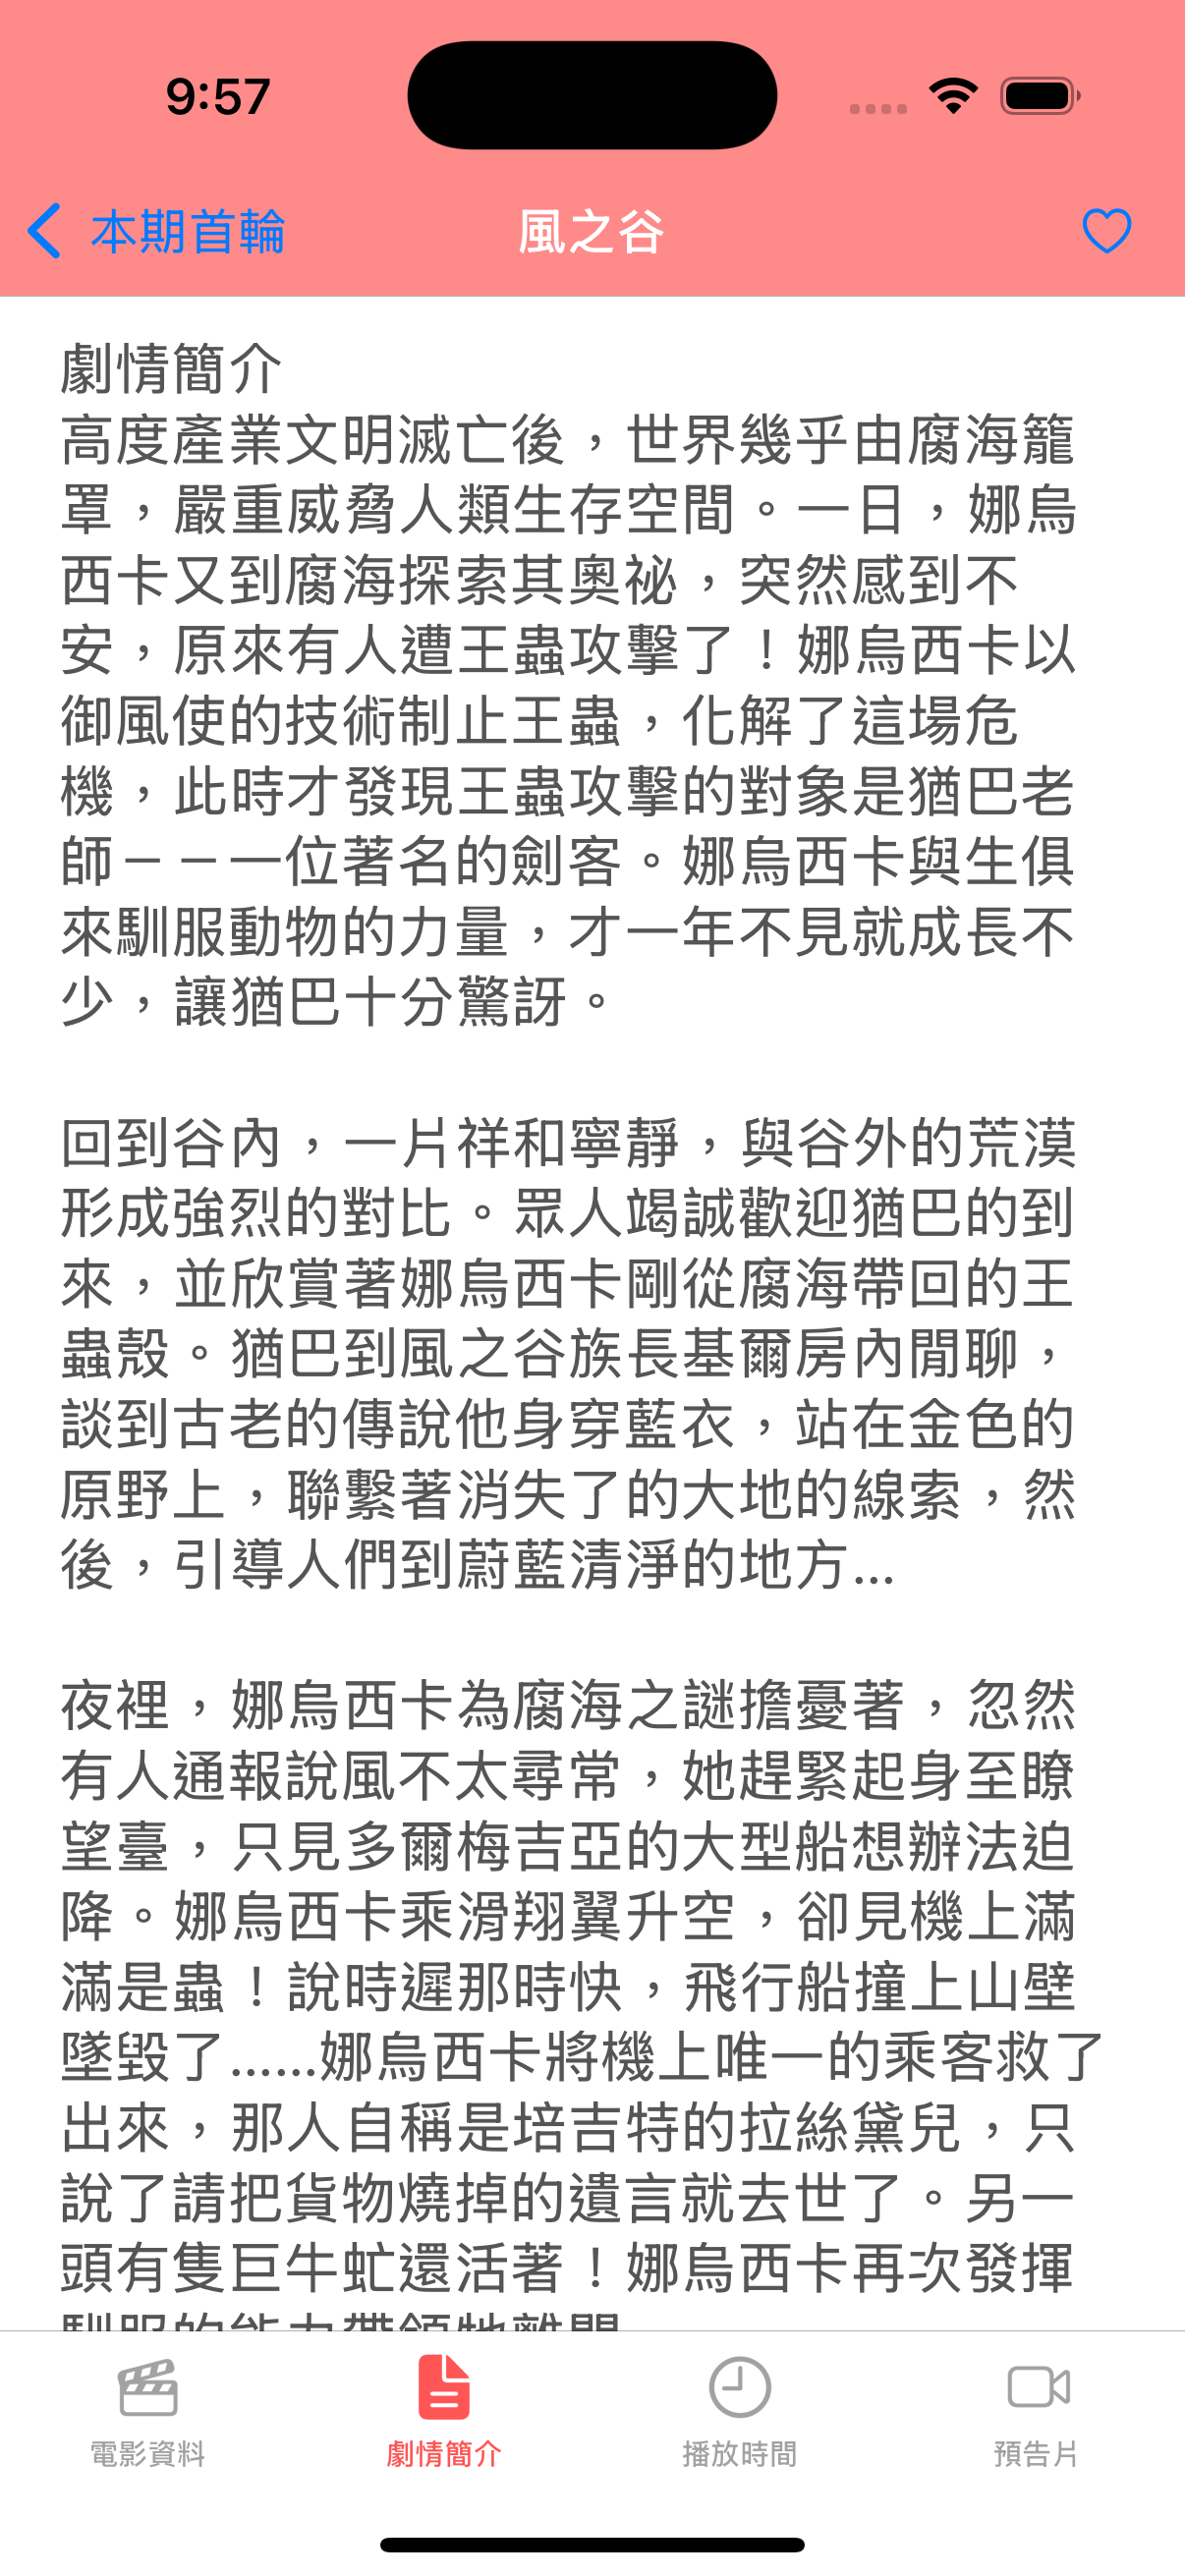 9:57
本期首輪
風之谷
劇情簡介
高度產業文明滅亡後，世界幾乎由腐海籠
罩，嚴重威脅人類生存空間。一日，娜烏
西卡又到腐海探索其奧祕，突然感到不
安，原來有人遭王蟲攻擊了！娜烏西卡以
御風使的技術制止王蟲，化解了這場危
機，此時才發現王蟲攻擊的對象是猶巴老
師－－一位著名的劍客。娜烏西卡與生俱
來馴服動物的力量，才一年不見就成長不
少，讓猶巴十分驚訝。
回到谷內，一片祥和寧靜，與谷外的荒漠
形成強烈的對比。眾人竭誠歡迎猶巴的到
來，並欣賞著娜烏西卡剛從腐海帶回的王
蟲殼。猶巴到風之谷族長基爾房內閒聊，
談到古老的傳說他身穿藍衣，站在金色的
原野上，聯繫著消失了的大地的線索，然
後，引導人們到蔚藍清淨的地方...
夜裡，娜烏西卡為腐海之謎擔憂著，忽然
有人通報說風不太尋常，她趕緊起身至瞭
望臺，只見多爾梅吉亞的大型船想辦法迫
降。娜烏西卡乘滑翔翼升空，卻見機上滿
滿是蟲！說時遲那時快，飛行船撞上山壁
墜毀了......娜烏西卡將機上唯一的乘客救了
出來，那人自稱是培吉特的拉絲黛兒，只
說了請把貨物燒掉的遺言就去世了。另一
頭有隻巨牛虻還活著！娜烏西卡再次發揮
電影資料
劇情簡介
播放時間
預告片